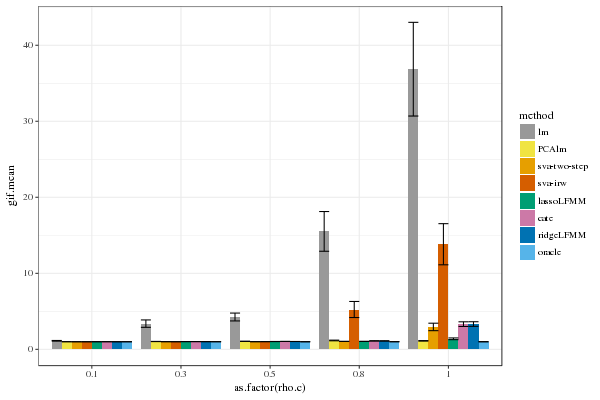 gif.mean
40
30
20
10
0
0.1 0.3 0.5 0.8 1
as.factor(rho.c)
method
lm
PCAlm
sva-two-step
sva-irw
lassoLFMM
cate
ridgeLFMM
oracle